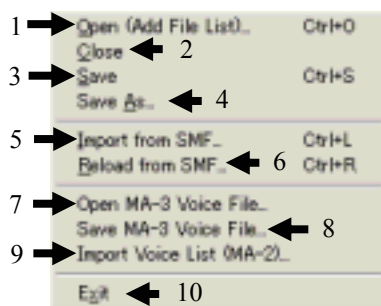 1 Open (Add File List)... Ctrl+O
Close 2
3 Save Ctrl+S
Save As... 4
5 Import from SMF... Ctrl+L
Reload from SMF... 6 Ctrl+R
7 Open MA-3 Voice File...
Save MA-3 Voice File... 8
9 Import Voice List (MA-2)...
Exit 10